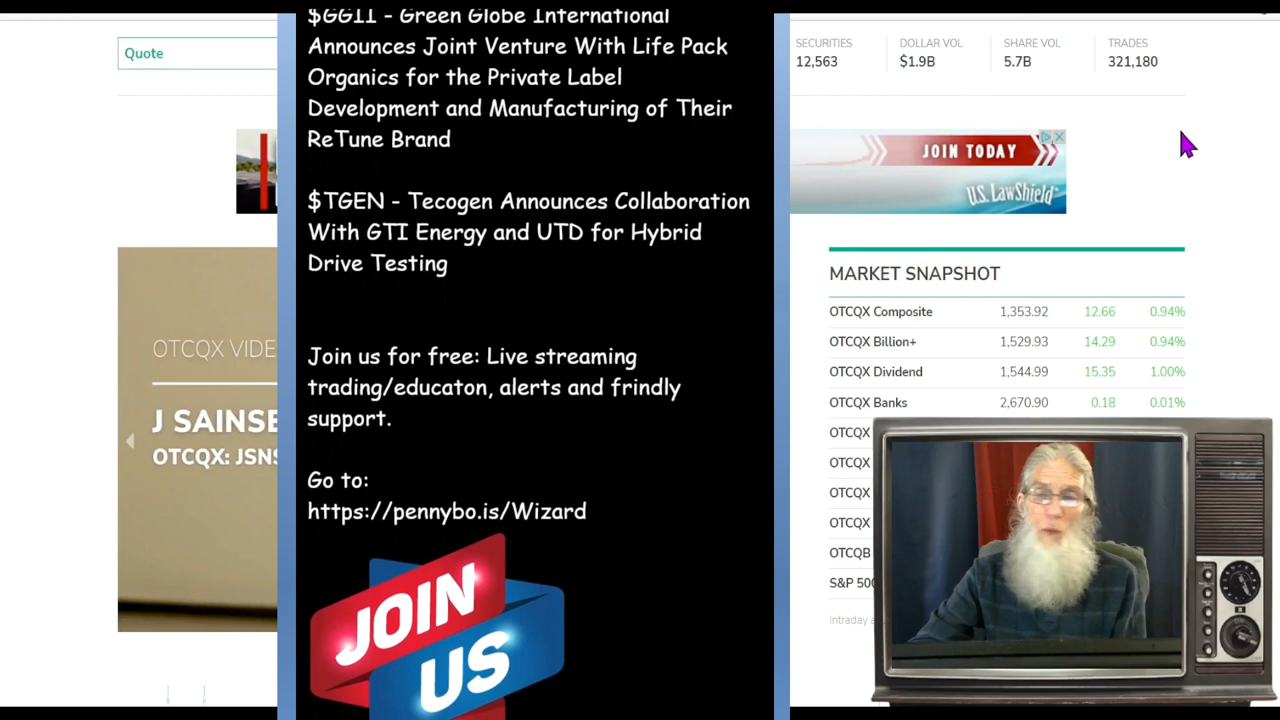 Quote
$GGII - Green Globe International
Announces Joint Venture With Life Pack
Organics for the Private Label
Development and Manufacturing of Their
ReTune Brand
$TGEN - Tecogen Announces Collaboration
With GTI Energy and UTD for Hybrid
Drive Testing
Join us for free: Live streaming
trading/educaton, alerts and frindly
support.
Go to:
https://pennybo.is/Wizard
JOIN
US
SECURITIES
12,563
DOLLAR VOL
$1.9B
SHARE VOL
5.7B
TRADES
321,180
JOIN TODAY
U.S. LawShield
OTCQX VIDE
J SAINSB
OTCQX: JSNS
MARKET SNAPSHOT
OTCQX Composite 1,353.92 12.66 0.94%
OTCQX Billion+ 1,529.93 14.29 0.94%
OTCQX Dividend 1,544.99 15.35 1.00%
OTCQX Banks 2,670.90 0.18 0.01%
OTCQX
OTCQX
OTCQX
OTCQX
OTCQB
S&P 500
Intraday